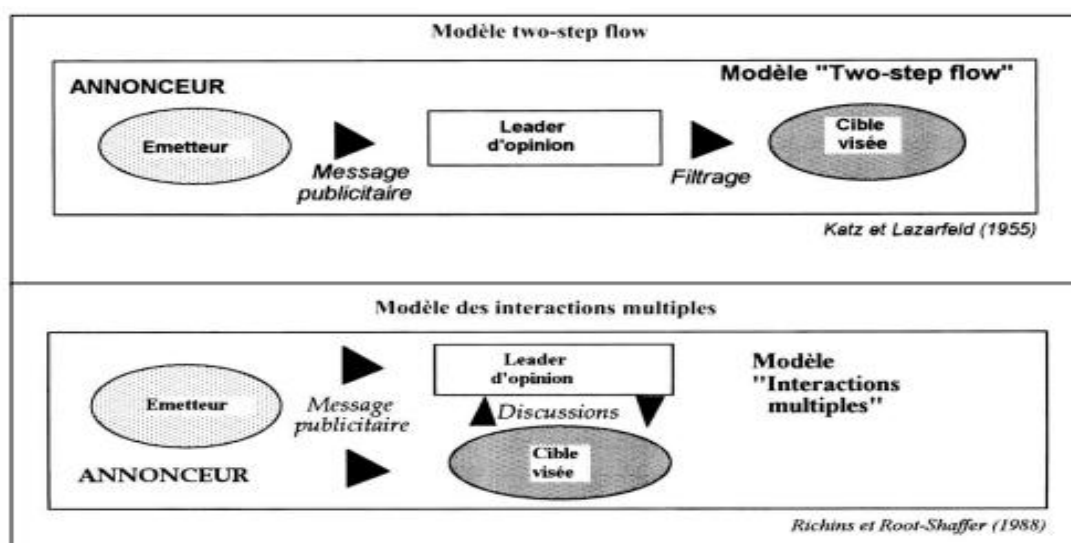 Modèle two-step flow
ANNONCEUR
Modèle "Two-step flow"
Emetteur
Message
publicitaire
Leader
d'opinion
Filtrage
Cible
visée
Katz et Lazarfeld (1955)
Modèle des interactions multiples
Emetteur
ANNONCEUR
Message
publicitaire
Leader
d'opinion
Discussions
Cible
visée
Modèle
"Interactions
multiples"
Richins et Root-Shaffer (1988)